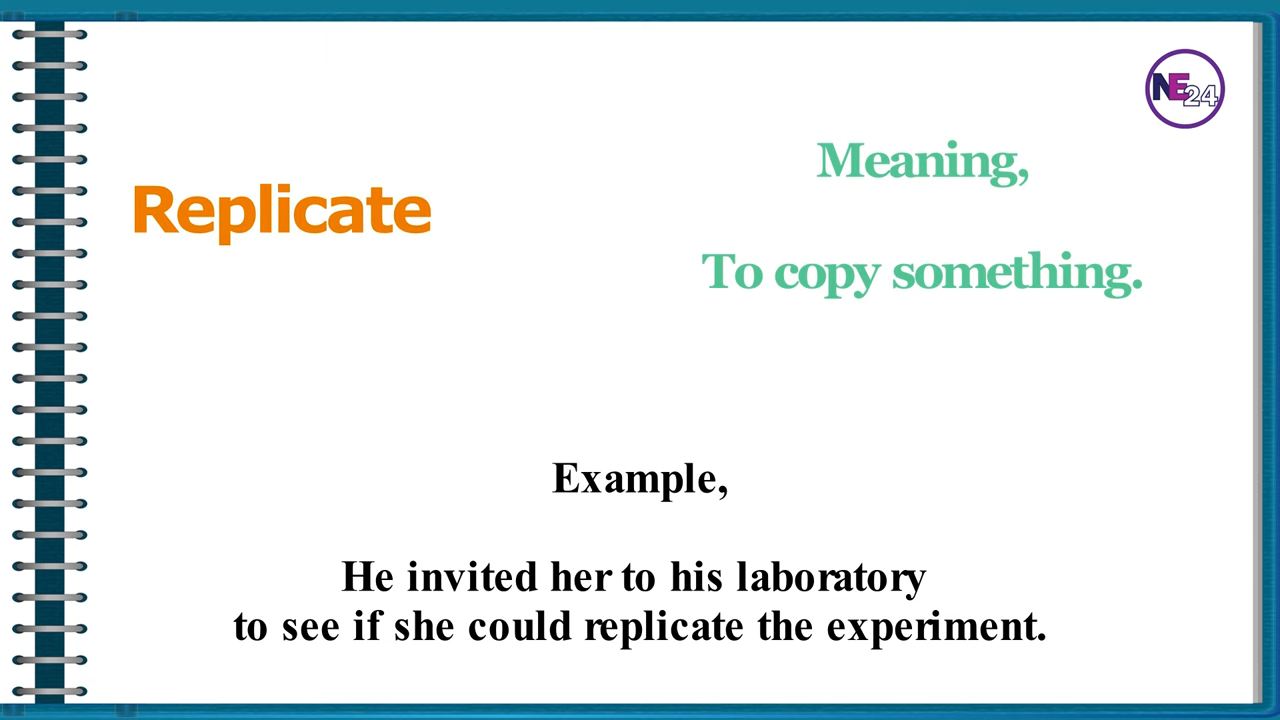 NE24
Replicate
Meaning,
To copy something.
Example,
He invited her to his laboratory
to see if she could replicate the experiment.